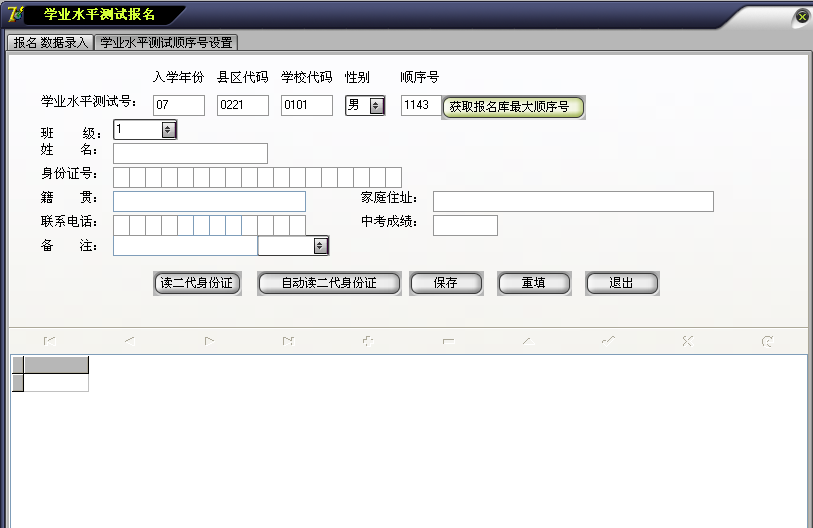 学业水平测试报名
报名 数据录入 学业水平测试顺序号设置
入学年份 县区代码 学校代码 性别 顺序号
学业水平测试号： 07 0221 0101 男 1143 获取报名库最大顺序号
班 级： 1
姓 名：
身份证号：
籍 贯： 家庭住址：
联系电话： 中考成绩：
备 注：
读二代身份证 自动读二代身份证 保存 重填 退出